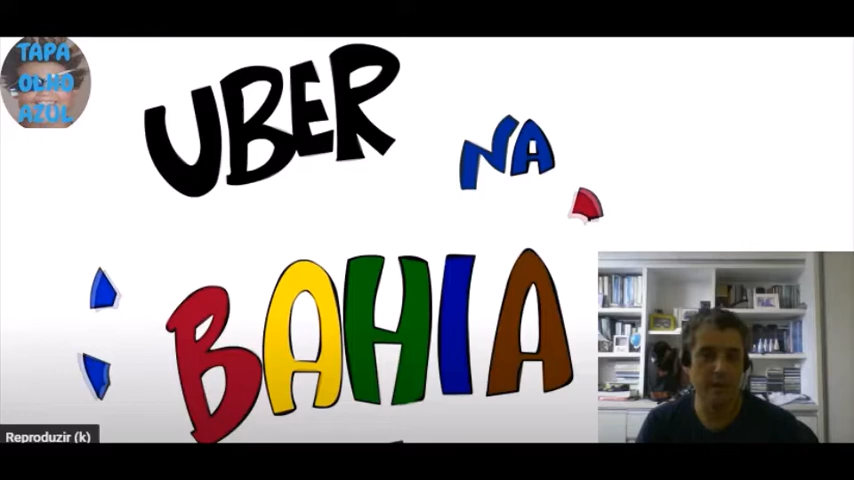 TAPA
OLHO
AZUL
UBER
NA
BAHIA
Reproduzir (k)